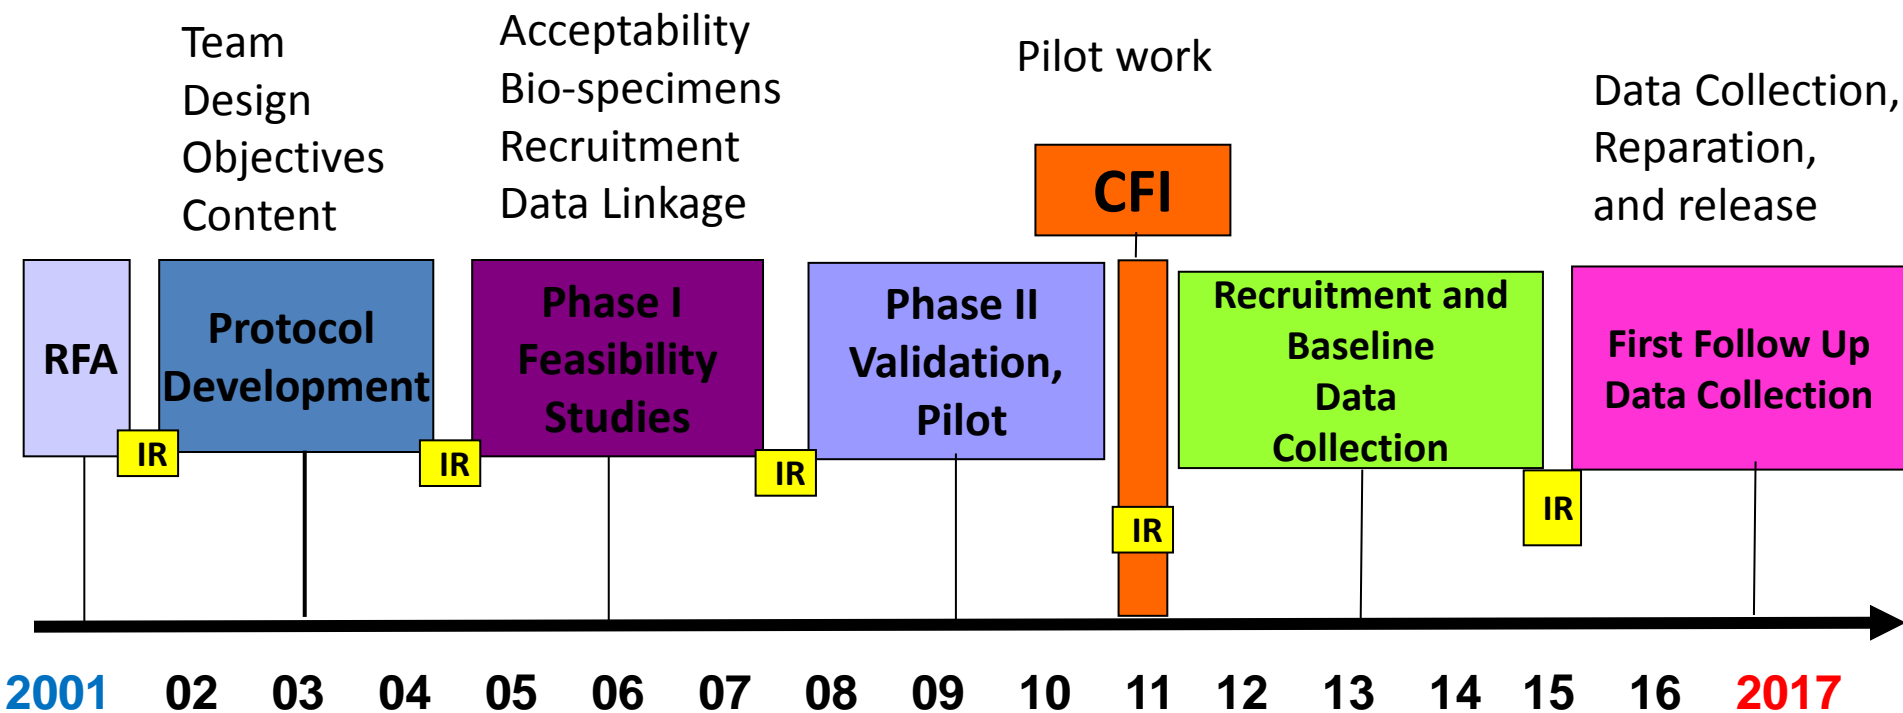 Team
Design
Objectives
Content
Acceptability
Bio-specimens
Recruitment
Data Linkage
Pilot work
Data Collection,
Reparation,
and release
CFI
RFA
Protocol
Development
Phase I
Feasibility
Studies
Phase II
Validation,
Pilot
Recruitment and
Baseline
Data
Collection
First Follow Up
Data Collection
IR
IR
IR
IR
IR
2001 02 03 04 05 06 07 08 09 10 11 12 13 14 15 16 2017